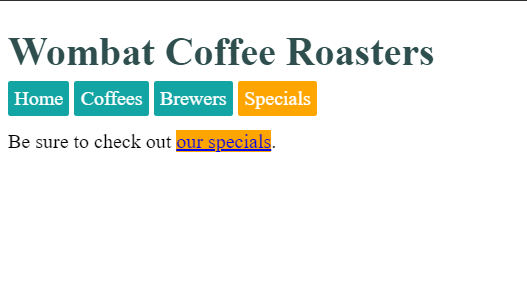 Wombat Coffee Roasters
Home Coffees Brewers Specials
Be sure to check out our specials.